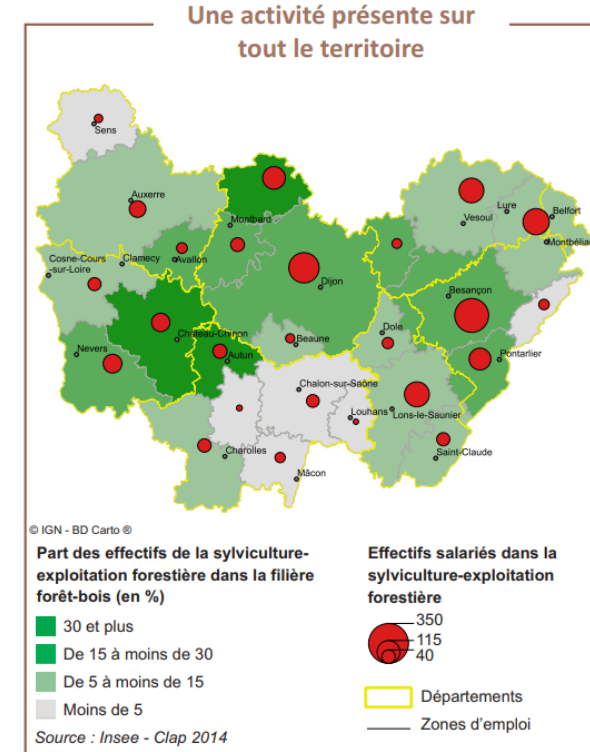 Une activité présente sur
tout le territoire
Sens
Auxerre
Montbard
Lure
Belfort
Vesoul
Montbélia
Cosne-Cours
-sur-Loire
Clamecy
Avallon
Dijon
Besançon
Château-Chinon
Nevers
Autun
Beaune
Dole
Pontarlier
Chalon-sur-Saône
Louhans
Lons-le-Saunier
Charolles
Saint-Claude
Mâcon
© IGN - BD Carto ®
Part des effectifs de la sylviculture-
exploitation forestière dans la filière
forêt-bois (en %)
30 et plus
De 15 à moins de 30
De 5 à moins de 15
Moins de 5
Source : Insee - Clap 2014
Effectifs salariés dans la
sylviculture-exploitation
forestière
350
115
40
Départements
Zones d'emploi